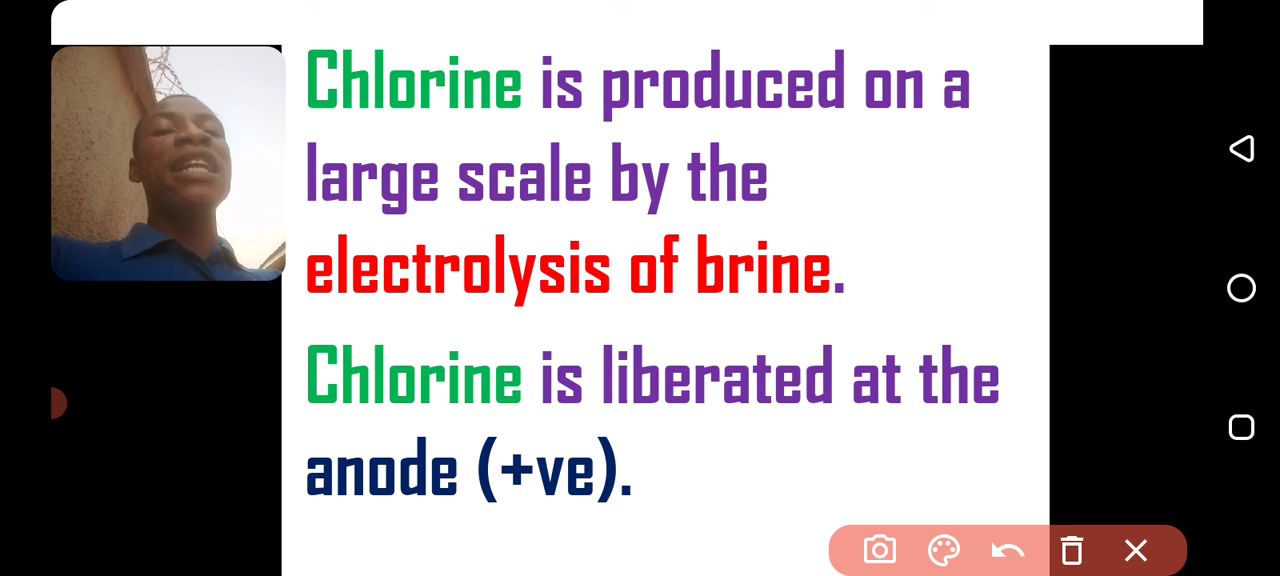 Chlorine is produced on a
large scale by the
electrolysis of brine.
Chlorine is liberated at the
anode (+ve).